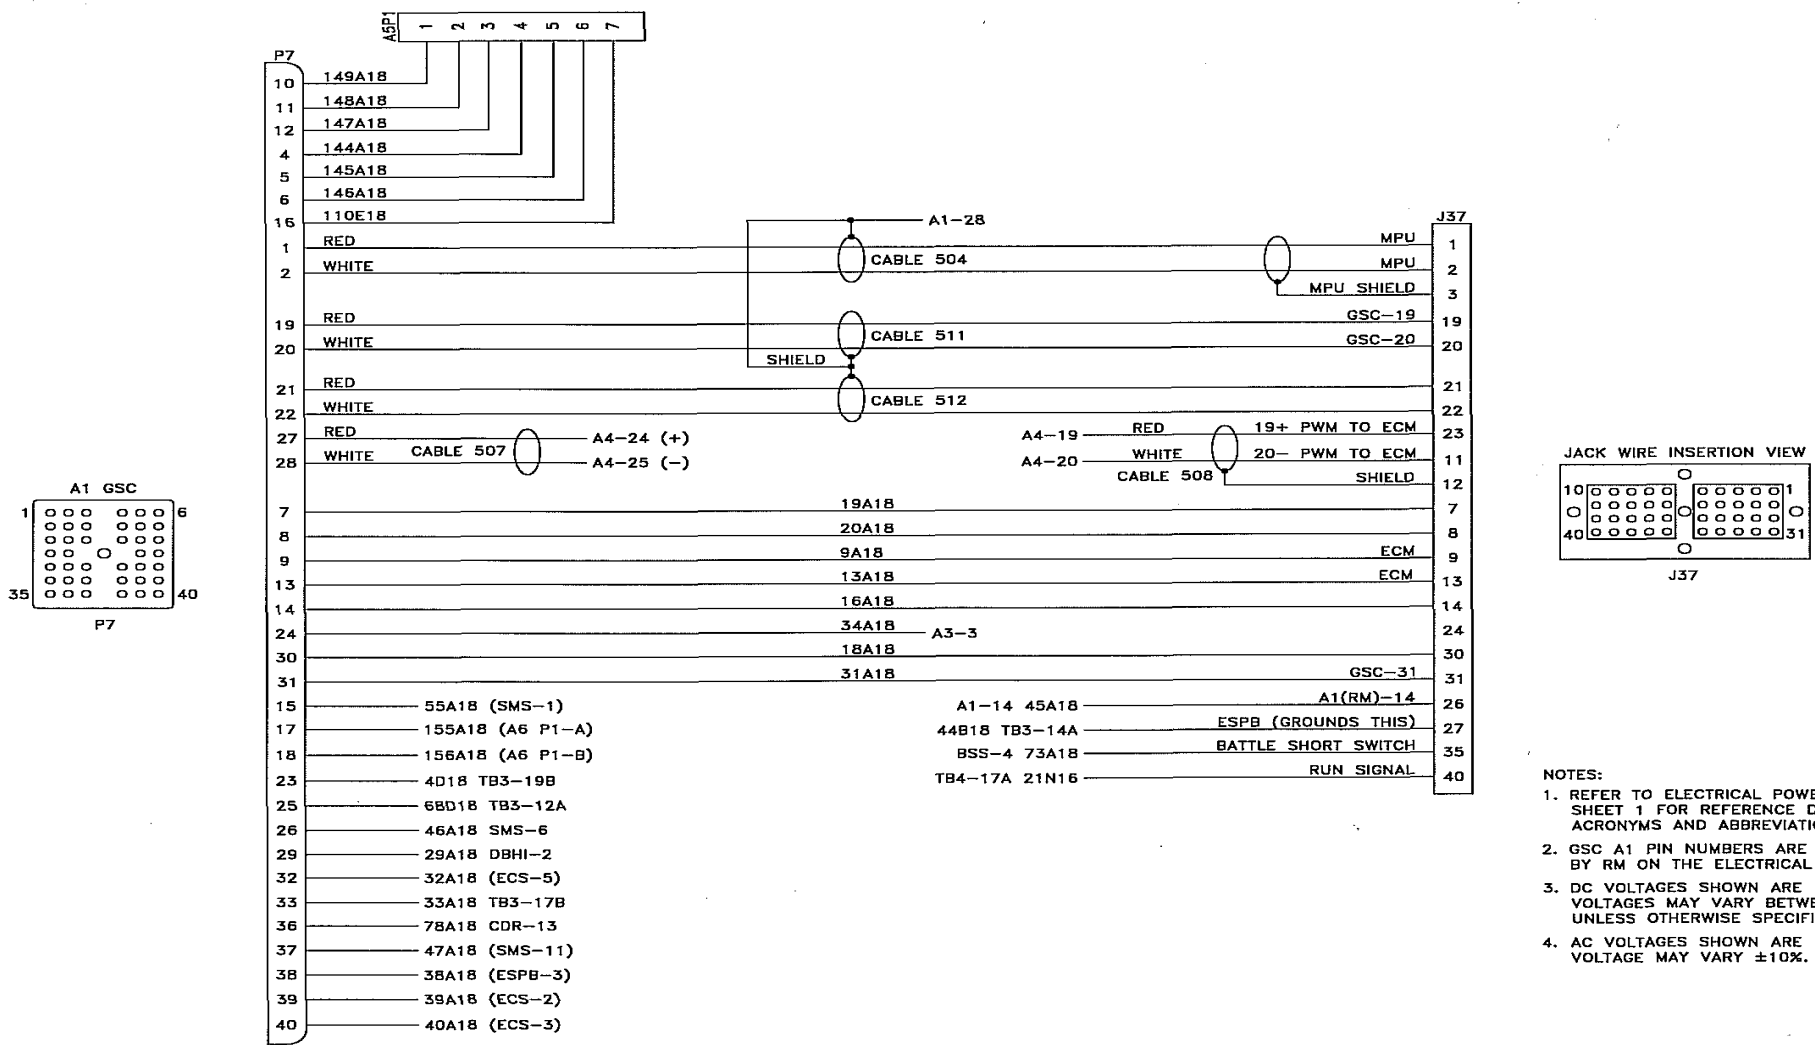 A5P1 1 2 3 4 5 6 7
P7
10 149A18
11 148A18
12 147A18
4 144A18
5 145A18
6 146A18
16 110E18
A1-28
J37
1 RED MPU 1
CABLE 504
2 WHITE MPU 2
MPU SHIELD 3
19 RED GSC-19 19
CABLE 511
20 WHITE GSC-20 20
SHIELD
21 RED 21
CABLE 512
22 WHITE 22
27 RED A4-24 (+) A4-19 RED 19+ PWM TO ECM 23
CABLE 507
28 WHITE A4-25 (-) A4-20 WHITE 20- PWM TO ECM 11
CABLE 508 SHIELD 12
7 19A18 7
8 20A18 8
9 9A18 ECM 9
13 13A18 ECM 13
14 16A18 14
24 34A18 A3-3 24
30 18A18 30
31 31A18 GSC-31 31
15 55A18 (SMS-1) A1-14 45A18 A1(RM)-14 26
17 155A18 (A6 P1-A) 44B18 TB3-14A ESPB (GROUNDS THIS) 27
18 156A18 (A6 P1-B) BSS-4 73A18 BATTLE SHORT SWITCH 35
23 4D18 TB3-19B TB4-17A 21N16 RUN SIGNAL 40
25 68D18 TB3-12A
26 46A18 SMS-6
29 29A18 DBHI-2
32 32A18 (ECS-5)
33 33A18 TB3-17B
36 78A18 CDR-13
37 47A18 (SMS-11)
38 38A18 (ESPB-3)
39 39A18 (ECS-2)
40 40A18 (ECS-3)
A1 GSC
1 6
35 40
P7
JACK WIRE INSERTION VIEW
10 1
40 31
J37
NOTES:
1. REFER TO ELECTRICAL POWE
SHEET 1 FOR REFERENCE D
ACRONYMS AND ABBREVIATI
2. GSC A1 PIN NUMBERS ARE
BY RM ON THE ELECTRICAL
3. DC VOLTAGES SHOWN ARE
VOLTAGES MAY VARY BETWE
UNLESS OTHERWISE SPECIFI
4. AC VOLTAGES SHOWN ARE
VOLTAGE MAY VARY ±10%.